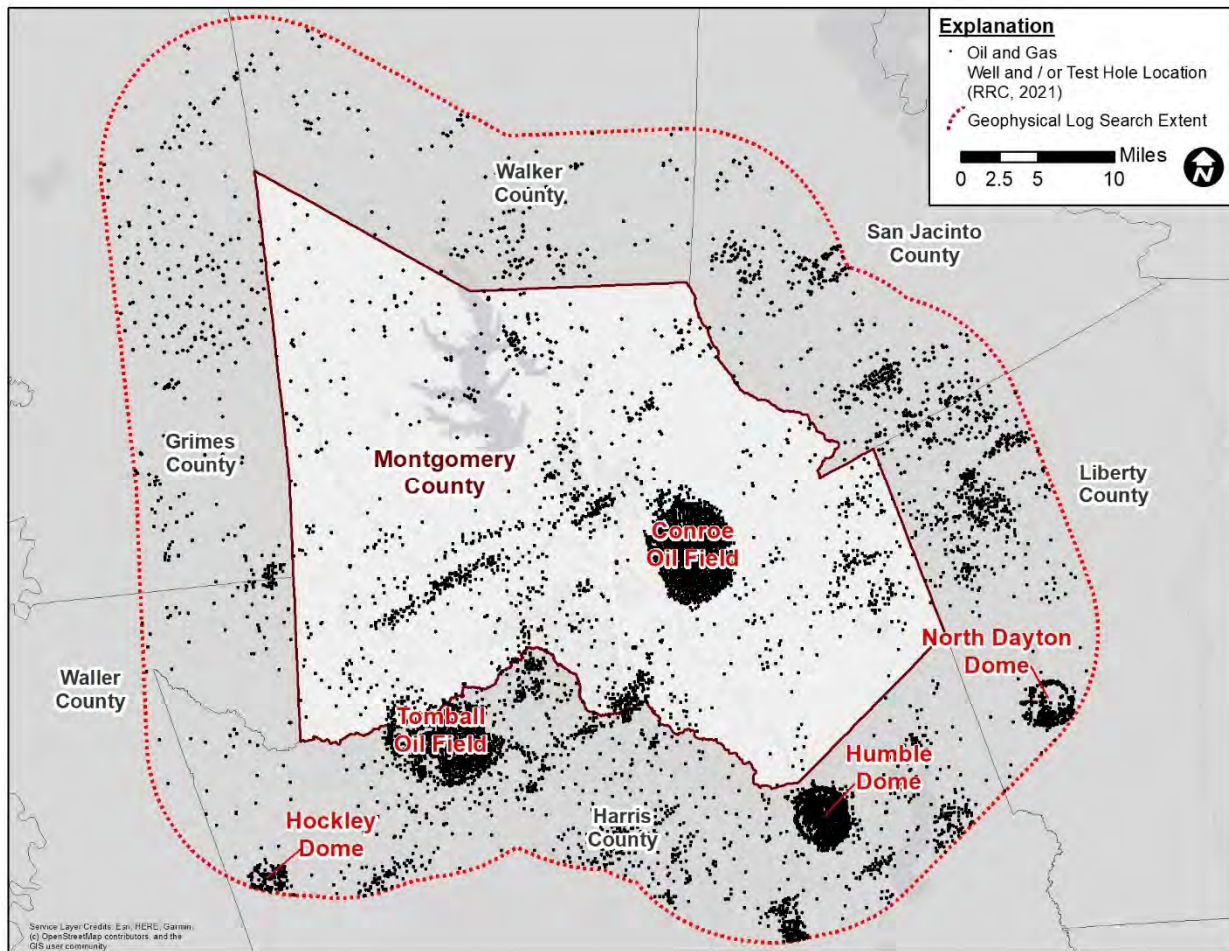 Explanation
Oil and Gas
Well and / or Test Hole Location
(RRC, 2021)
Geophysical Log Search Extent
Miles
0 2.5 5 10
N
Walker
County
San Jacinto
County
Grimes
County
Montgomery
County
Liberty
County
Conroe
Oil Field
North Dayton
Dome
Waller
County
Tomball
Oil Field
Humble
Dome
Harris
County
Hockley
Dome
Service Layer Credits: Esri, HERE, Garmin,
(c) OpenStreetMap contributors, and the
GIS user community